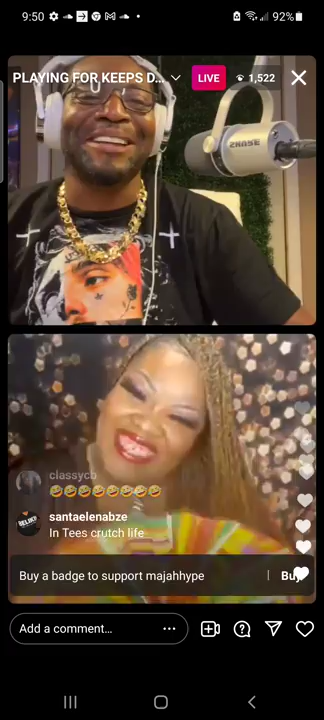 9:50
92%
PLAYING FOR KEEPS D...
LIVE
1,522
SHURE
classycb
santaelenabze
In Tees crutch life
Buy a badge to support majahhype
Buy
Add a comment...